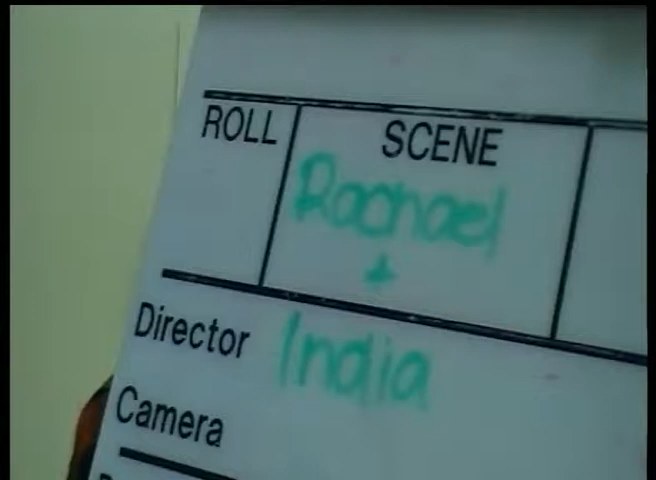 ROLL SCENE
Rachael
+
Director India
Camera